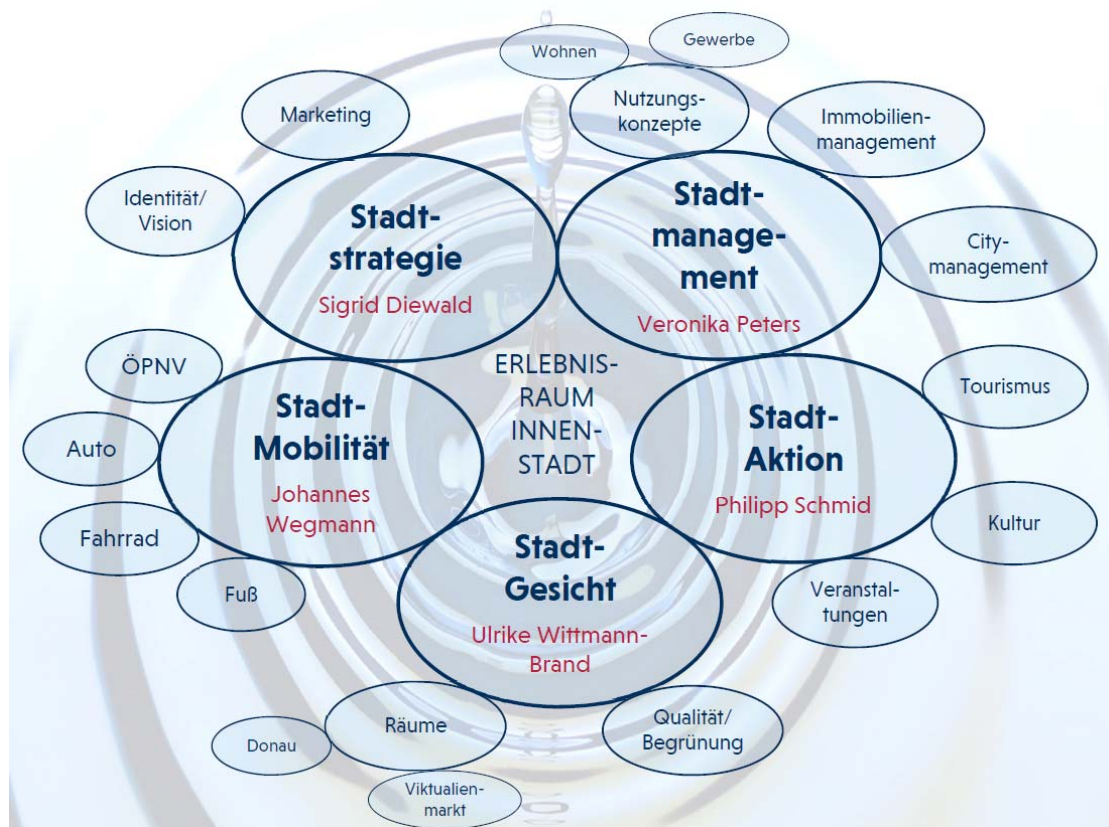 Wohnen
Gewerbe
Marketing
Nutzungs-
konzepte
Immobilien-
management
Identität/
Vision
Stadt-
strategie
Sigrid Diewald
Stadt-
manage-
ment
Veronika Peters
City-
management
ÖPNV
Auto
Fahrrad
Fuß
Stadt-
Mobilität
Johannes
Wegmann
ERLEBNIS-
RAUM
INNEN-
STADT
Stadt-
Aktion
Philipp Schmid
Tourismus
Kultur
Veranstal-
tungen
Stadt-
Gesicht
Ulrike Wittmann-
Brand
Räume
Donau
Viktualien-
markt
Qualität/
Begrünung